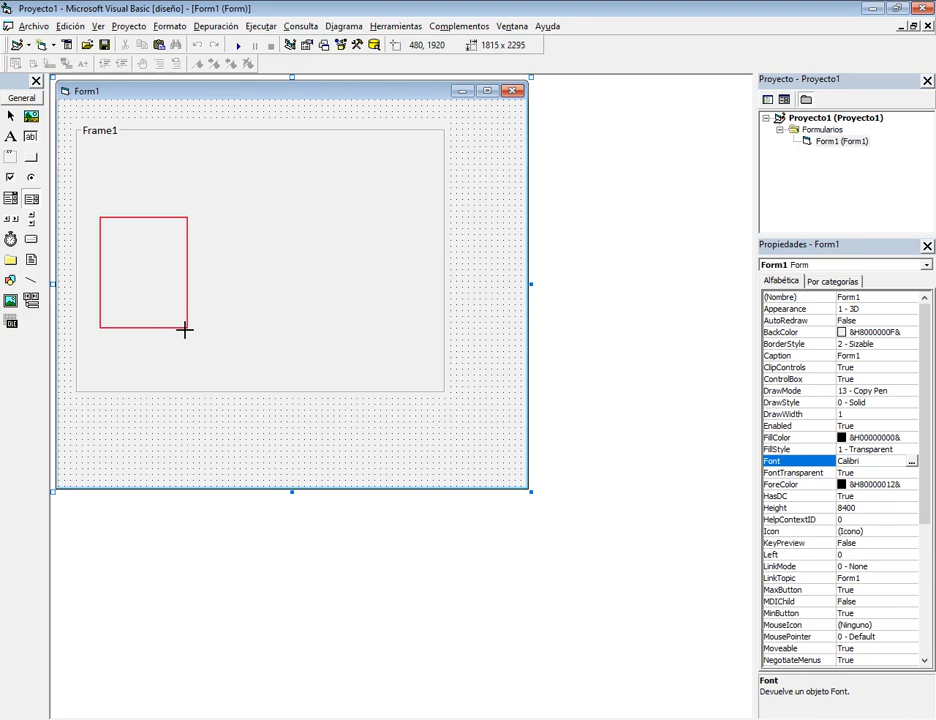 Proyecto1 - Microsoft Visual Basic [diseño] - [Form1 (Form)]
Archivo Edición Ver Proyecto Formato Depuración Ejecutar Consulta Diagrama Herramientas Complementos Ventana Ayuda
480, 1920 1815 x 2295
General
Form1
Frame1
Proyecto - Proyecto1
Proyecto1 (Proyecto1)
Formularios
Form1 (Form1)
Propiedades - Form1
Form1 Form
Alfabética Por categorías
(Nombre) Form1
Appearance 1 - 3D
AutoRedraw False
BackColor &H8000000F&
BorderStyle 2 - Sizable
Caption Form1
ClipControls True
ControlBox True
DrawMode 13 - Copy Pen
DrawStyle 0 - Solid
DrawWidth 1
Enabled True
FillColor &H00000000&
FillStyle 1 - Transparent
Font Calibri ...
FontTransparent True
ForeColor &H80000012&
HasDC True
Height 8400
HelpContextID 0
Icon (Icono)
KeyPreview False
Left 0
LinkMode 0 - None
LinkTopic Form1
MaxButton True
MDIChild False
MinButton True
MouseIcon (Ninguno)
MousePointer 0 - Default
Moveable True
NegotiateMenus True
Font
Devuelve un objeto Font.